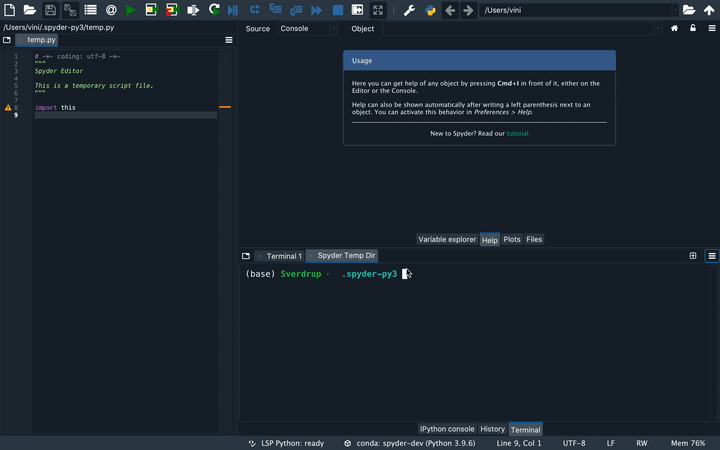 /Users/vini
/Users/vini/.spyder-py3/temp.py
Source Console Object
temp.py
1 # -*- coding: utf-8 -*-
2 """
3 Spyder Editor
4
5 This is a temporary script file.
6 """
7
8 import this
9
Usage
Here you can get help of any object by pressing Cmd+I in front of it, either on the
Editor or the Console.
Help can also be shown automatically after writing a left parenthesis next to an
object. You can activate this behavior in Preferences > Help.
New to Spyder? Read our tutorial
Variable explorer Help Plots Files
Terminal 1 Spyder Temp Dir
(base) Sverdrup - .spyder-py3
IPython console History Terminal
LSP Python: ready conda: spyder-dev (Python 3.9.6) Line 9, Col 1 UTF-8 LF RW Mem 76%